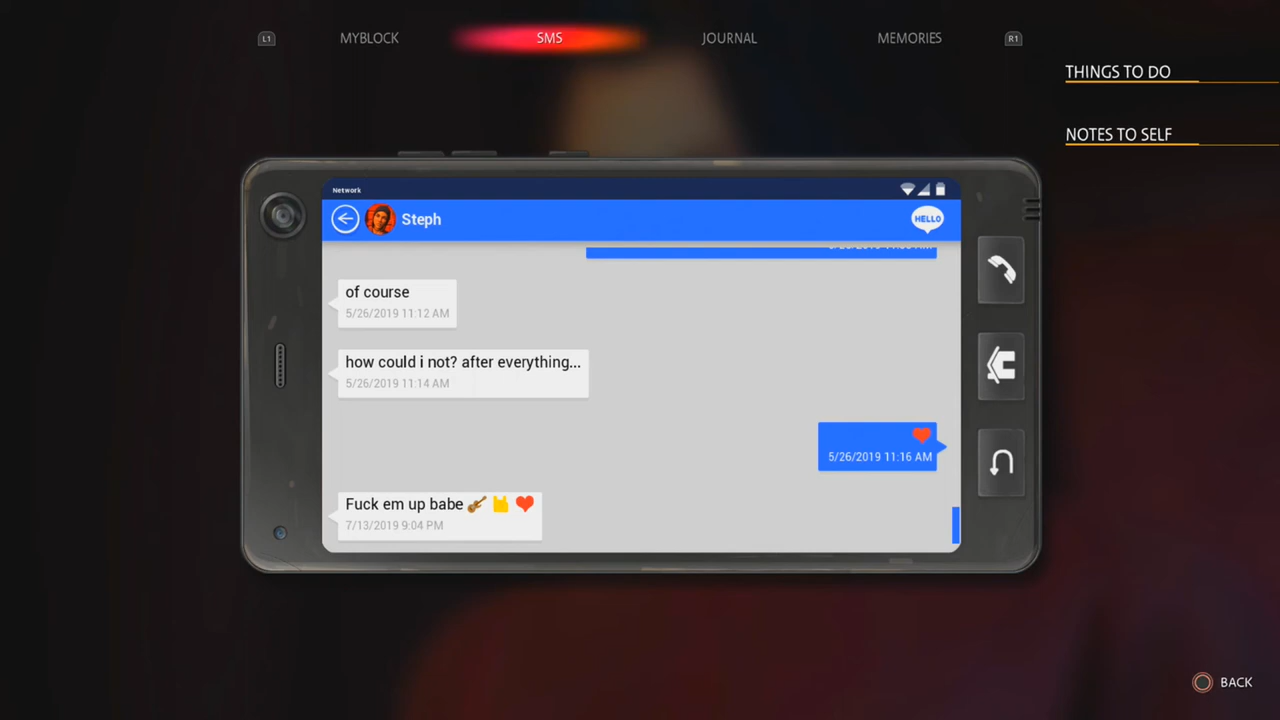 L1
MYBLOCK
SMS
JOURNAL
MEMORIES
R1
THINGS TO DO
NOTES TO SELF
Network
Steph
HELLO
of course
5/26/2019 11:12 AM
how could i not? after everything...
5/26/2019 11:14 AM
❤
5/26/2019 11:16 AM
Fuck em up babe 🎸 🤘 ❤
7/13/2019 9:04 PM
BACK